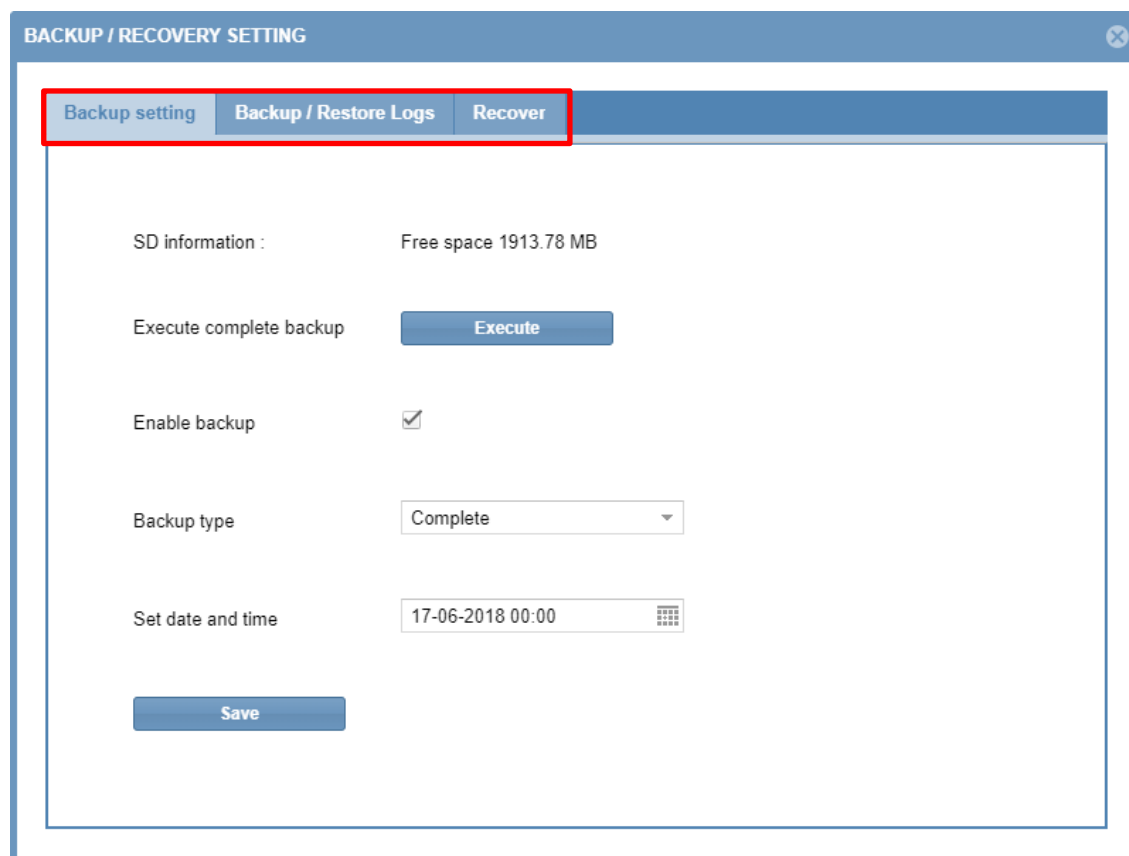 BACKUP / RECOVERY SETTING
Backup setting Backup / Restore Logs Recover
SD information : Free space 1913.78 MB
Execute complete backup Execute
Enable backup
Backup type Complete
Set date and time 17-06-2018 00:00
Save